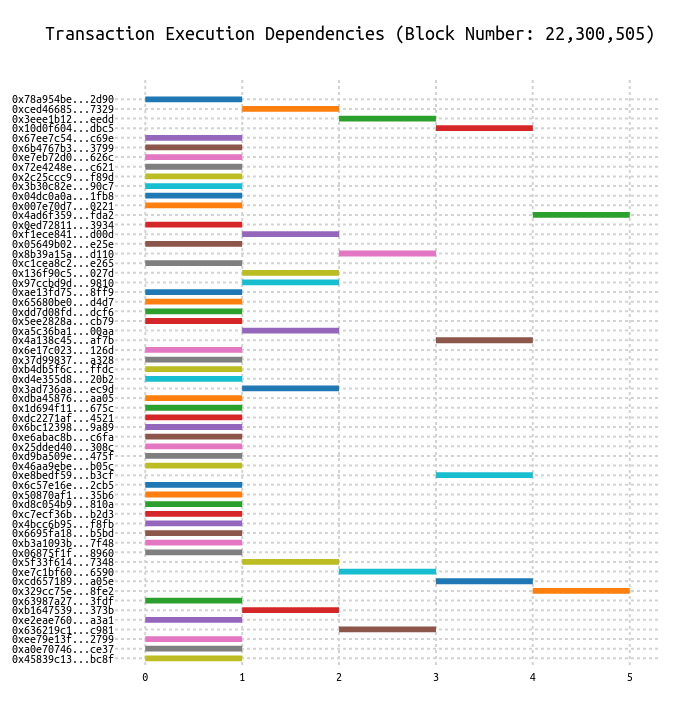 Transaction Execution Dependencies (Block Number: 22,300,505)
0x78a954be...2d90
0xced46685...7329
0x3eee1b12...eedd
0x10d0f604...dbc5
0x67ee7c54...c69e
0x6b4767b3...3799
0xe7eb72d0...626c
0x72e4248e...c621
0x2c25ccc9...f89d
0x3b30c82e...90c7
0x04dc0a0a...1fb8
0x007e70d7...0221
0x4ad6f359...fda2
0x0ed72811...3934
0xf1ece841...d00d
0x05649b02...e25e
0x8b39a15a...d110
0xc1cea8c2...e265
0x136f90c5...027d
0x97ccbd9d...9810
0xae13fd75...8ff9
0x65680be0...d4d7
0xdd7d08fd...dcf6
0x5ee2828a...cb79
0xa5c36ba1...00aa
0x4a138c45...af7b
0x6e17c023...126d
0x37d99837...a328
0xb4db5f6c...ffdc
0xd4e355d8...20b2
0x3ad736aa...ec9d
0xdba45876...aa05
0x1d694f11...675c
0xdc2271af...4521
0x6bc12398...9a89
0xe6abac8b...c6fa
0x25dded40...308c
0xd9ba509e...475f
0x46aa9ebe...b05c
0xe8bedf59...b3cf
0x6c57e16e...2cb5
0x50870af1...35b6
0xd8c054b9...810a
0xc7ecf36b...b2d3
0x4bcc6b95...f8fb
0x6695fa18...b5bd
0xb3a1093b...7f48
0x06875f1f...8960
0x5f33f614...7348
0xe7c1bf60...6590
0xcd657189...a05e
0x329cc75e...8fe2
0x63987a27...3fdf
0xb1647539...373b
0xe2eae760...a3a1
0x636219c1...c981
0xee79e13f...2799
0xa0e70746...ce37
0x45839c13...bc8f
0 1 2 3 4 5